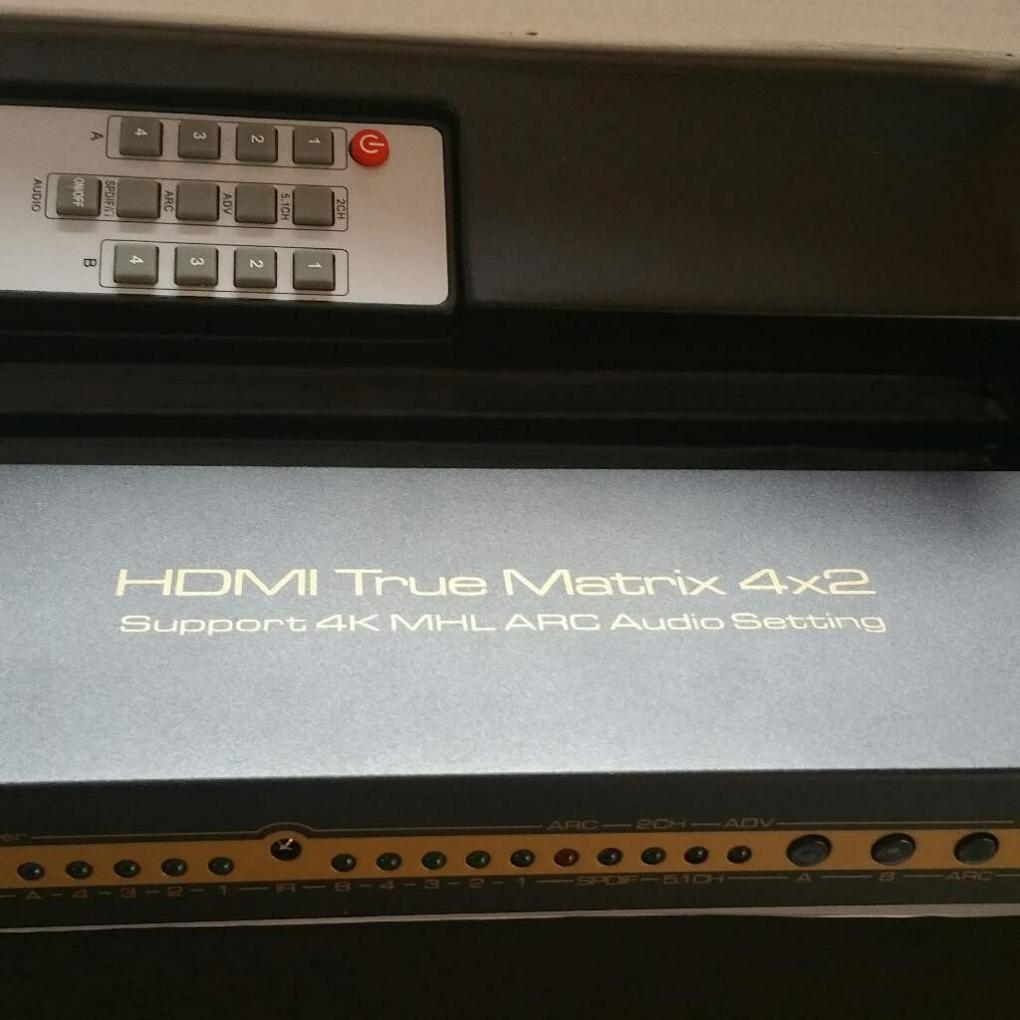 A 4 3 2 1
AUDIO ON/OFF SPDIF ARC ADV 5.1CH 2CH
B 4 3 2 1
HDMI True Matrix 4x2
Support 4K MHL ARC Audio Setting
ARC 2CH ADV
A-4-3-2-1-IR-B-4-3-2-1-SPDIF-5.1CH A B ARC